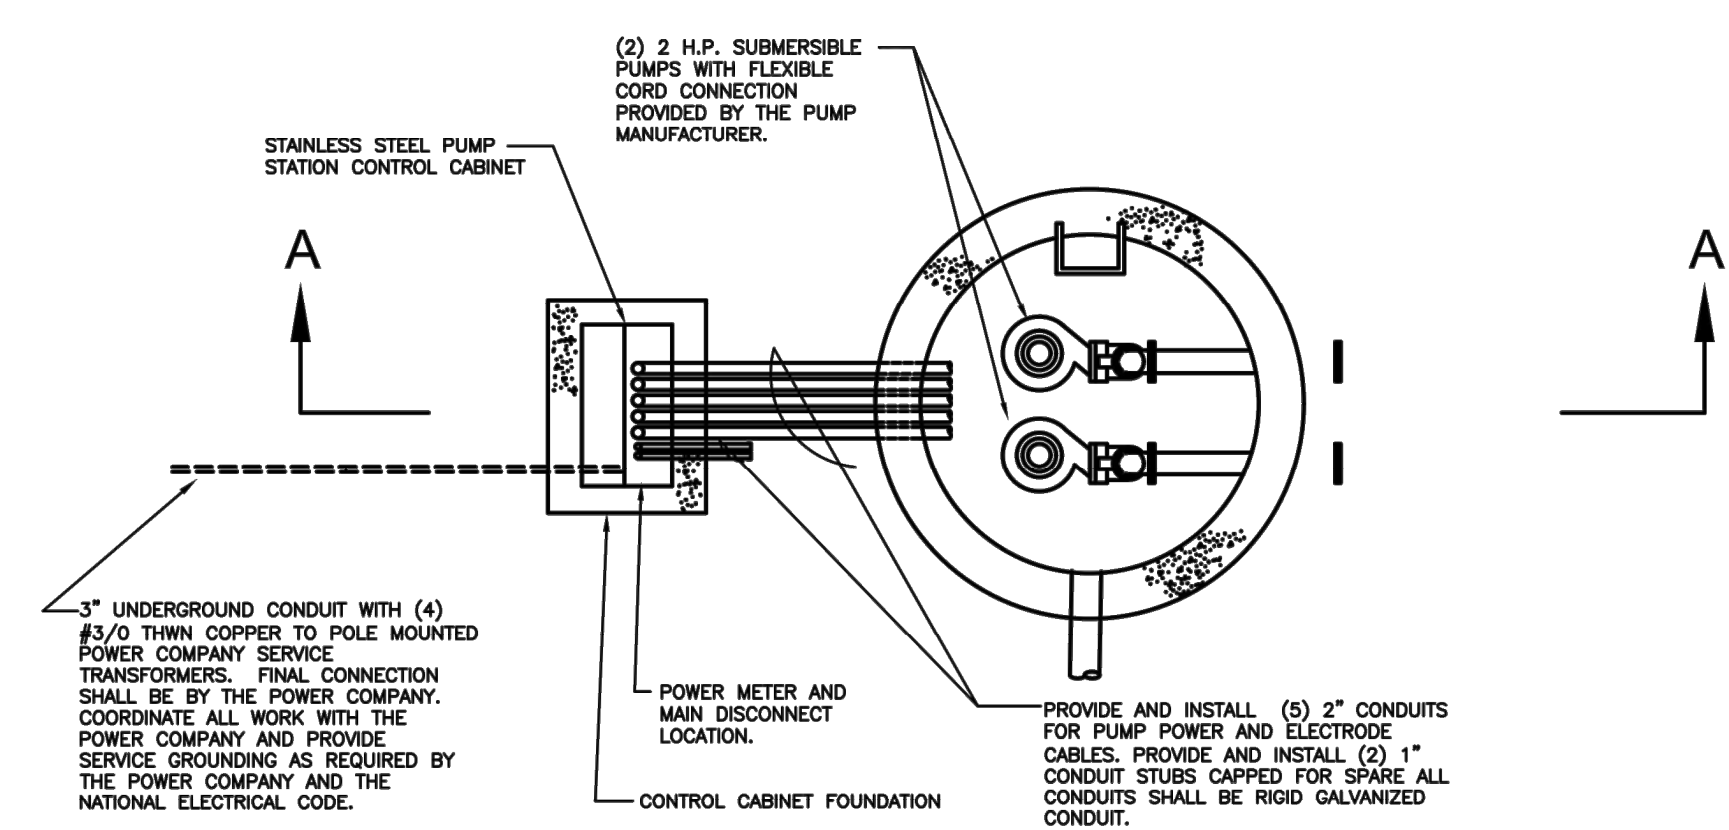 (2) 2 H.P. SUBMERSIBLE
PUMPS WITH FLEXIBLE
CORD CONNECTION
PROVIDED BY THE PUMP
MANUFACTURER.
STAINLESS STEEL PUMP
STATION CONTROL CABINET
A
A
3" UNDERGROUND CONDUIT WITH (4)
#3/0 THWN COPPER TO POLE MOUNTED
POWER COMPANY SERVICE
TRANSFORMERS. FINAL CONNECTION
SHALL BE BY THE POWER COMPANY.
COORDINATE ALL WORK WITH THE
POWER COMPANY AND PROVIDE
SERVICE GROUNDING AS REQUIRED BY
THE POWER COMPANY AND THE
NATIONAL ELECTRICAL CODE.
POWER METER AND
MAIN DISCONNECT
LOCATION.
CONTROL CABINET FOUNDATION
PROVIDE AND INSTALL (5) 2" CONDUITS
FOR PUMP POWER AND ELECTRODE
CABLES. PROVIDE AND INSTALL (2) 1"
CONDUIT STUBS CAPPED FOR SPARE ALL
CONDUITS SHALL BE RIGID GALVANIZED
CONDUIT.